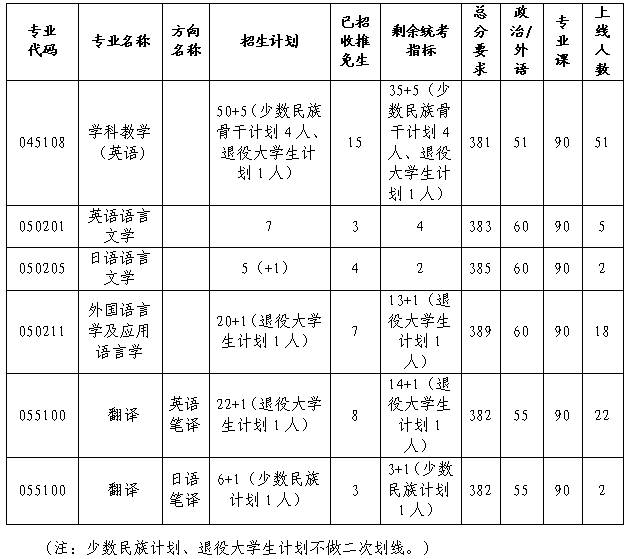 专业代码 专业名称 方向名称 招生计划 已招收推免生 剩余统考指标 总分要求 政治/外语 专业课 上线人数
045108 学科教学（英语） 50+5（少数民族骨干计划4人、退役大学生计划1人） 15 35+5（少数民族骨干计划4人、退役大学生计划1人） 381 51 90 51
050201 英语语言文学 7 3 4 383 60 90 5
050205 日语语言文学 5（+1） 4 2 385 60 90 2
050211 外国语言学及应用语言学 20+1（退役大学生计划1人） 7 13+1（退役大学生计划1人） 389 60 90 18
055100 翻译 英语笔译 22+1（退役大学生计划1人） 8 14+1（退役大学生计划1人） 382 55 90 22
055100 翻译 日语笔译 6+1（少数民族计划1人） 3 3+1（少数民族计划1人） 382 55 90 2
（注：少数民族计划、退役大学生计划不做二次划线。）